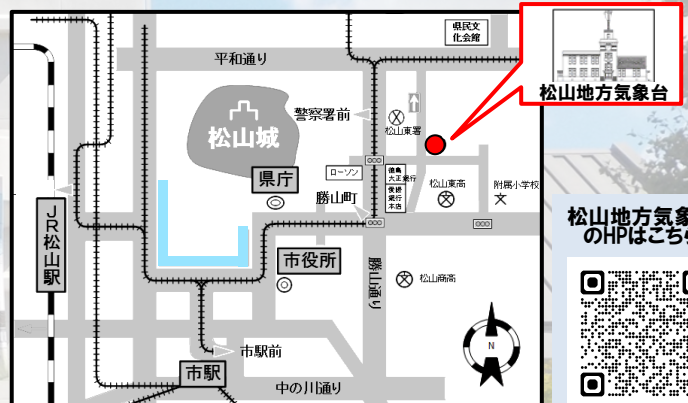 県民文
化会館
平和通り
松山地方気象台
警察署前
松山東署
松山城
ローソン
徳島
大正銀行
愛媛
銀行
本店
県庁
勝山町
松山東高
附属小学校
文
JR松山駅
市役所
勝山通り
松山商高
松山地方気象
のHPはこちら
N
市駅前
市駅
中の川通り